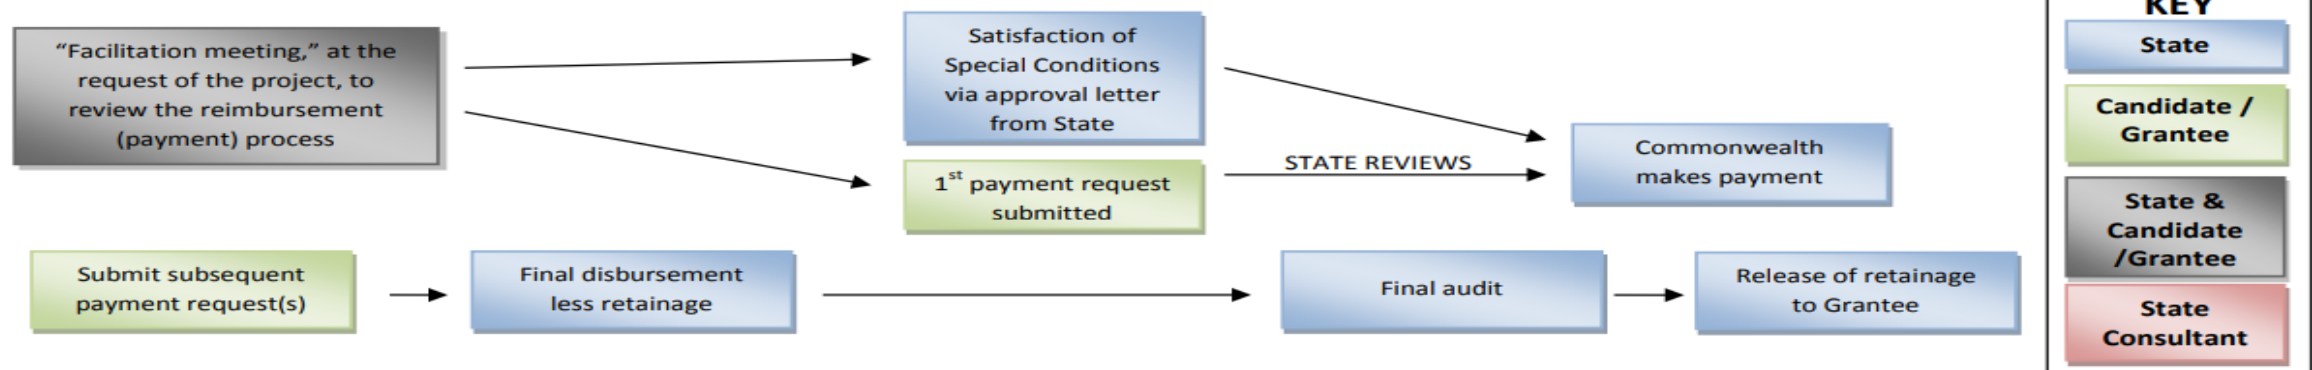 “Facilitation meeting,” at the
request of the project, to
review the reimbursement
(payment) process
Satisfaction of
Special Conditions
via approval letter
from State
1st payment request
submitted
STATE REVIEWS
Commonwealth
makes payment
Submit subsequent
payment request(s)
Final disbursement
less retainage
Final audit
Release of retainage
to Grantee
KEY
State
Candidate /
Grantee
State &
Candidate
/Grantee
State
Consultant